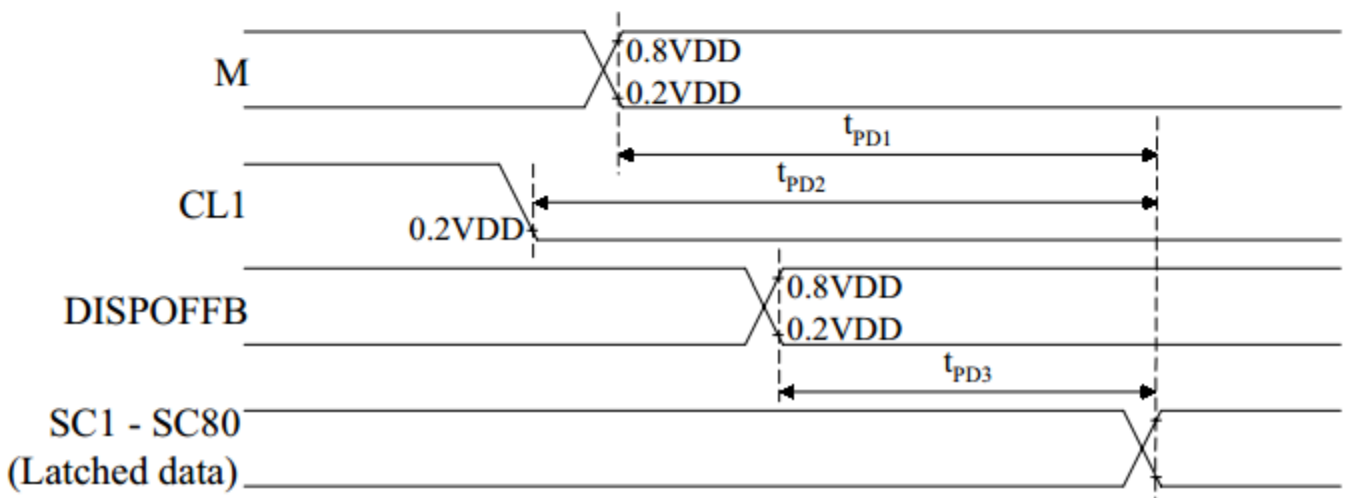 M
0.8VDD
0.2VDD
tPD1
tPD2
CL1
0.2VDD
DISPOFFB
0.8VDD
0.2VDD
tPD3
SC1 - SC80
(Latched data)